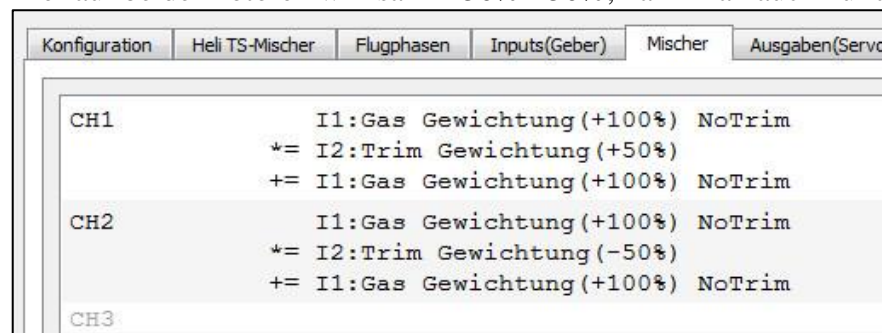 Konfiguration Heli TS-Mischer Flugphasen Inputs(Geber) Mischer Ausgaben(Servo
CH1 I1:Gas Gewichtung(+100%) NoTrim
*= I2:Trim Gewichtung(+50%)
+= I1:Gas Gewichtung(+100%) NoTrim
CH2 I1:Gas Gewichtung(+100%) NoTrim
*= I2:Trim Gewichtung(-50%)
+= I1:Gas Gewichtung(+100%) NoTrim
CH3